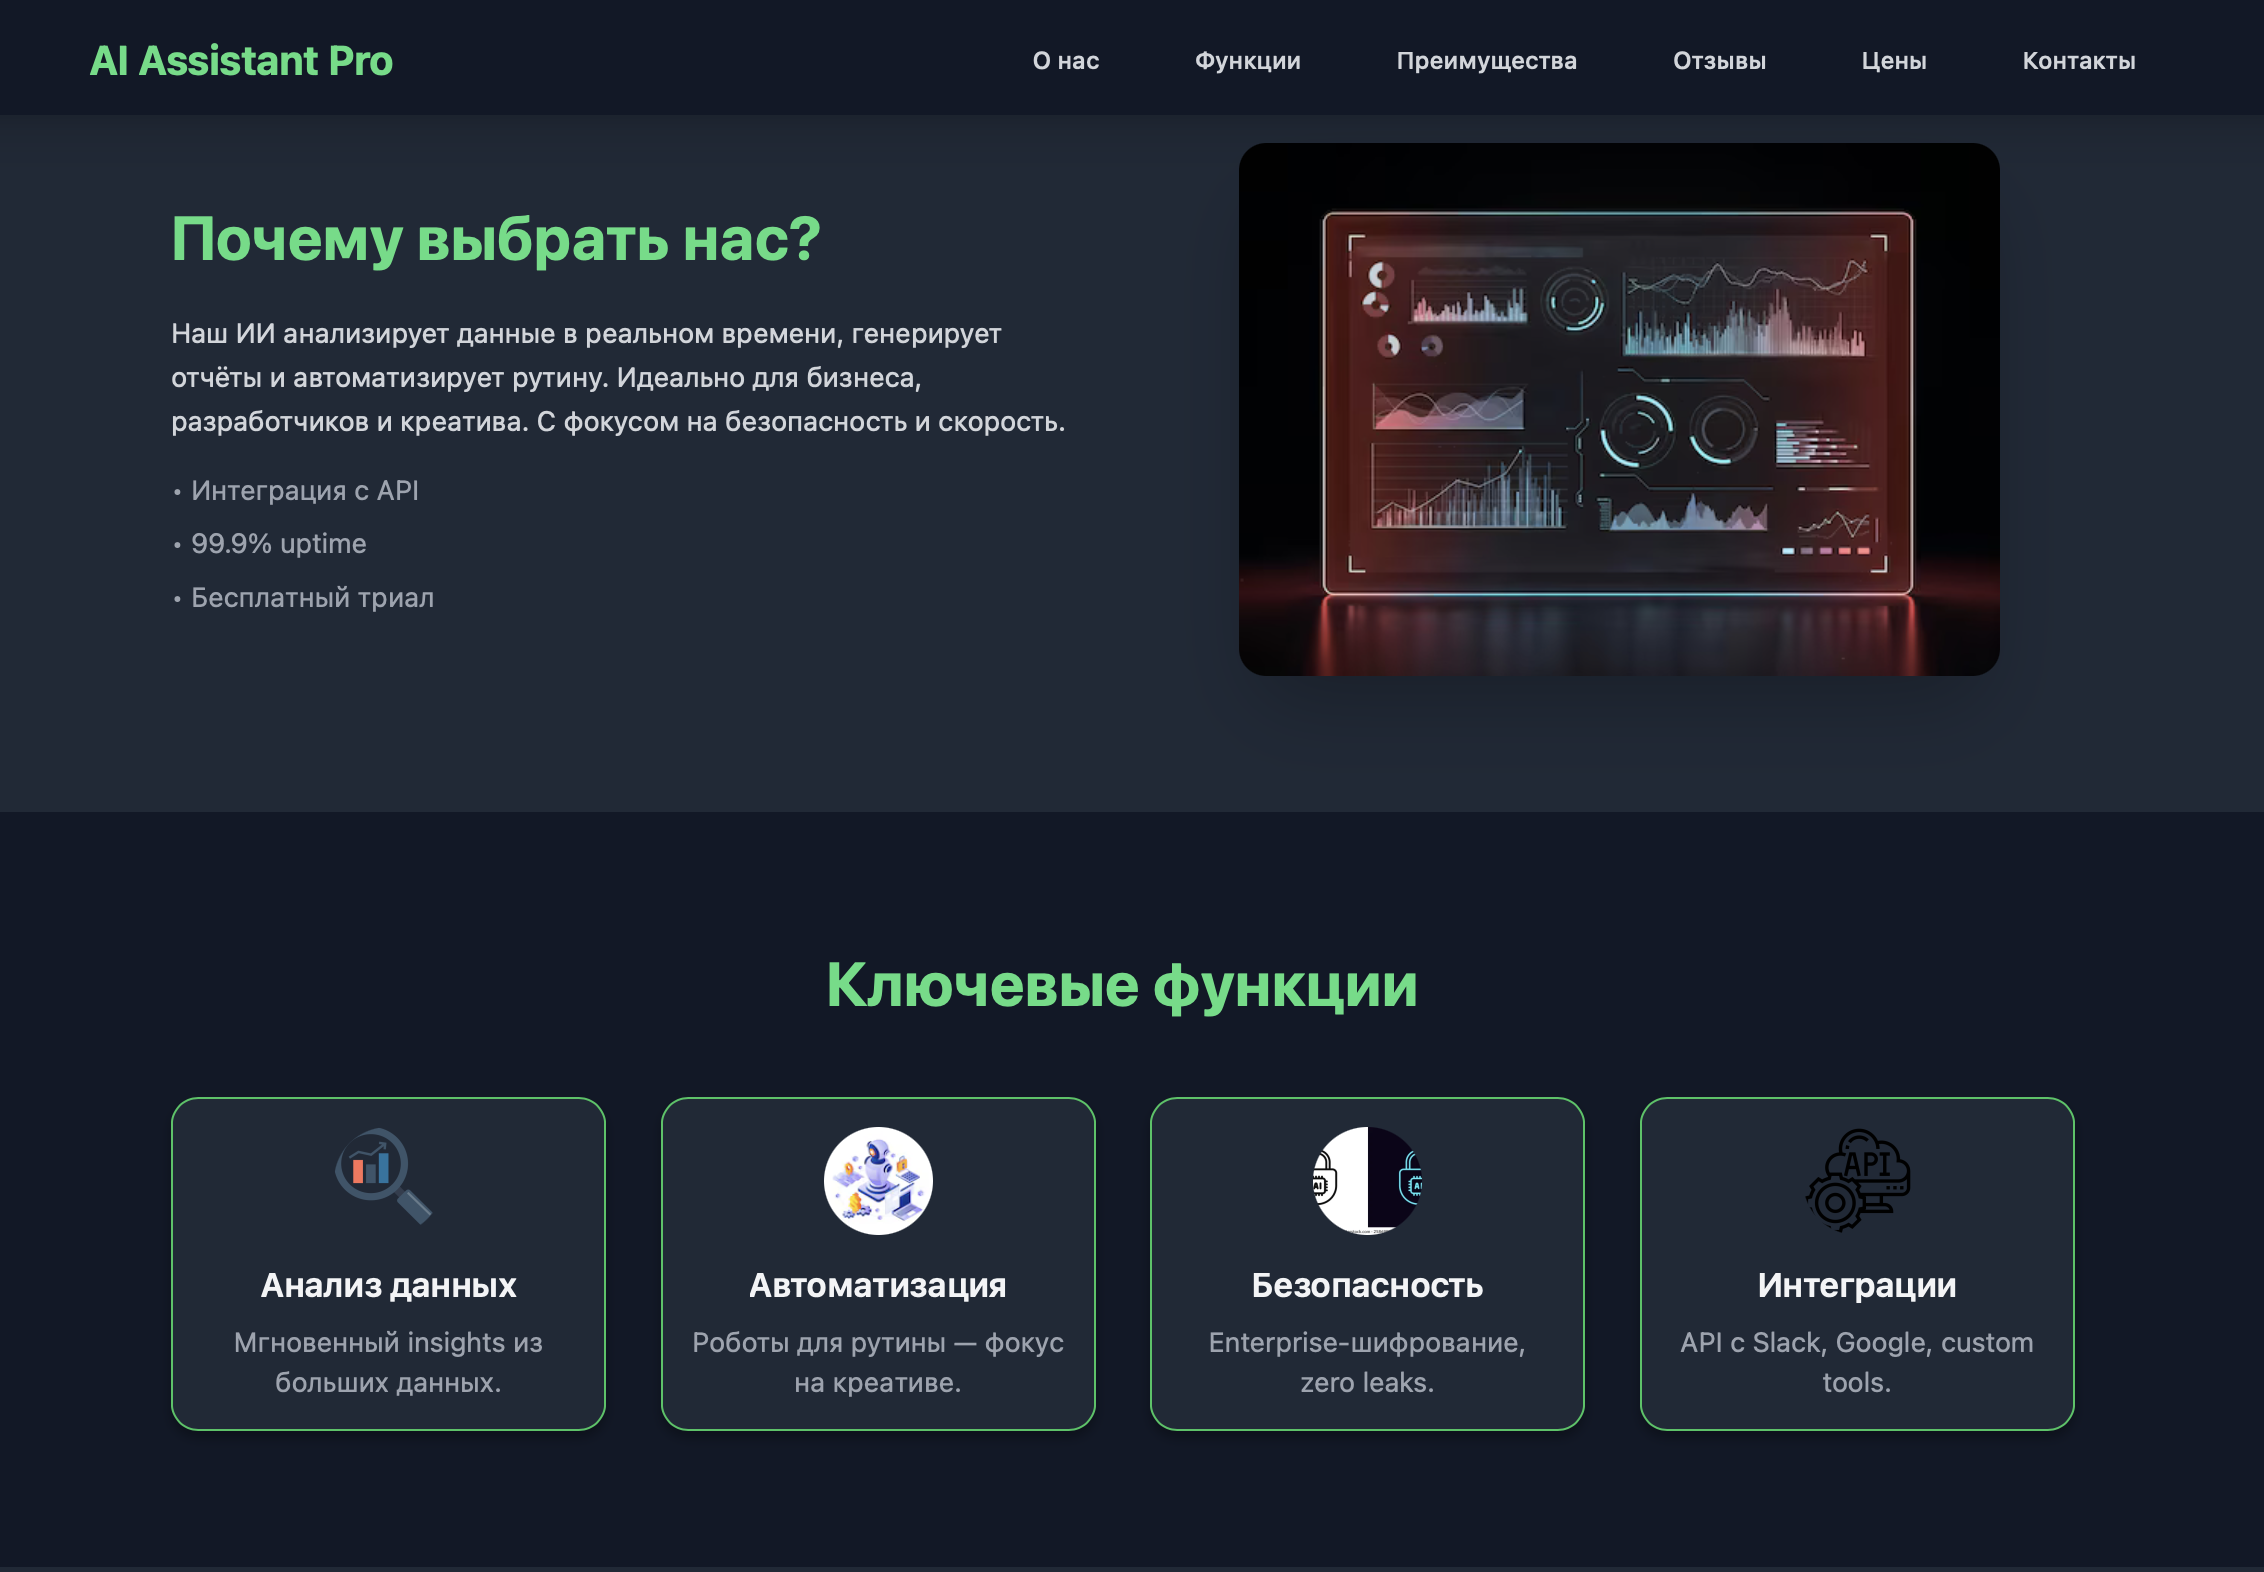 AI Assistant Pro
О нас
Функции
Преимущества
Отзывы
Цены
Контакты
Почему выбрать нас?
Наш ИИ анализирует данные в реальном времени, генерирует
отчёты и автоматизирует рутину. Идеально для бизнеса,
разработчиков и креатива. С фокусом на безопасность и скорость.
• Интеграция с API
• 99.9% uptime
• Бесплатный триал
Ключевые функции
AI
AI
API
Анализ данных
Мгновенный insights из
больших данных.
Автоматизация
Роботы для рутины — фокус
на креативе.
Безопасность
Enterprise-шифрование,
zero leaks.
Интеграции
API с Slack, Google, custom
tools.